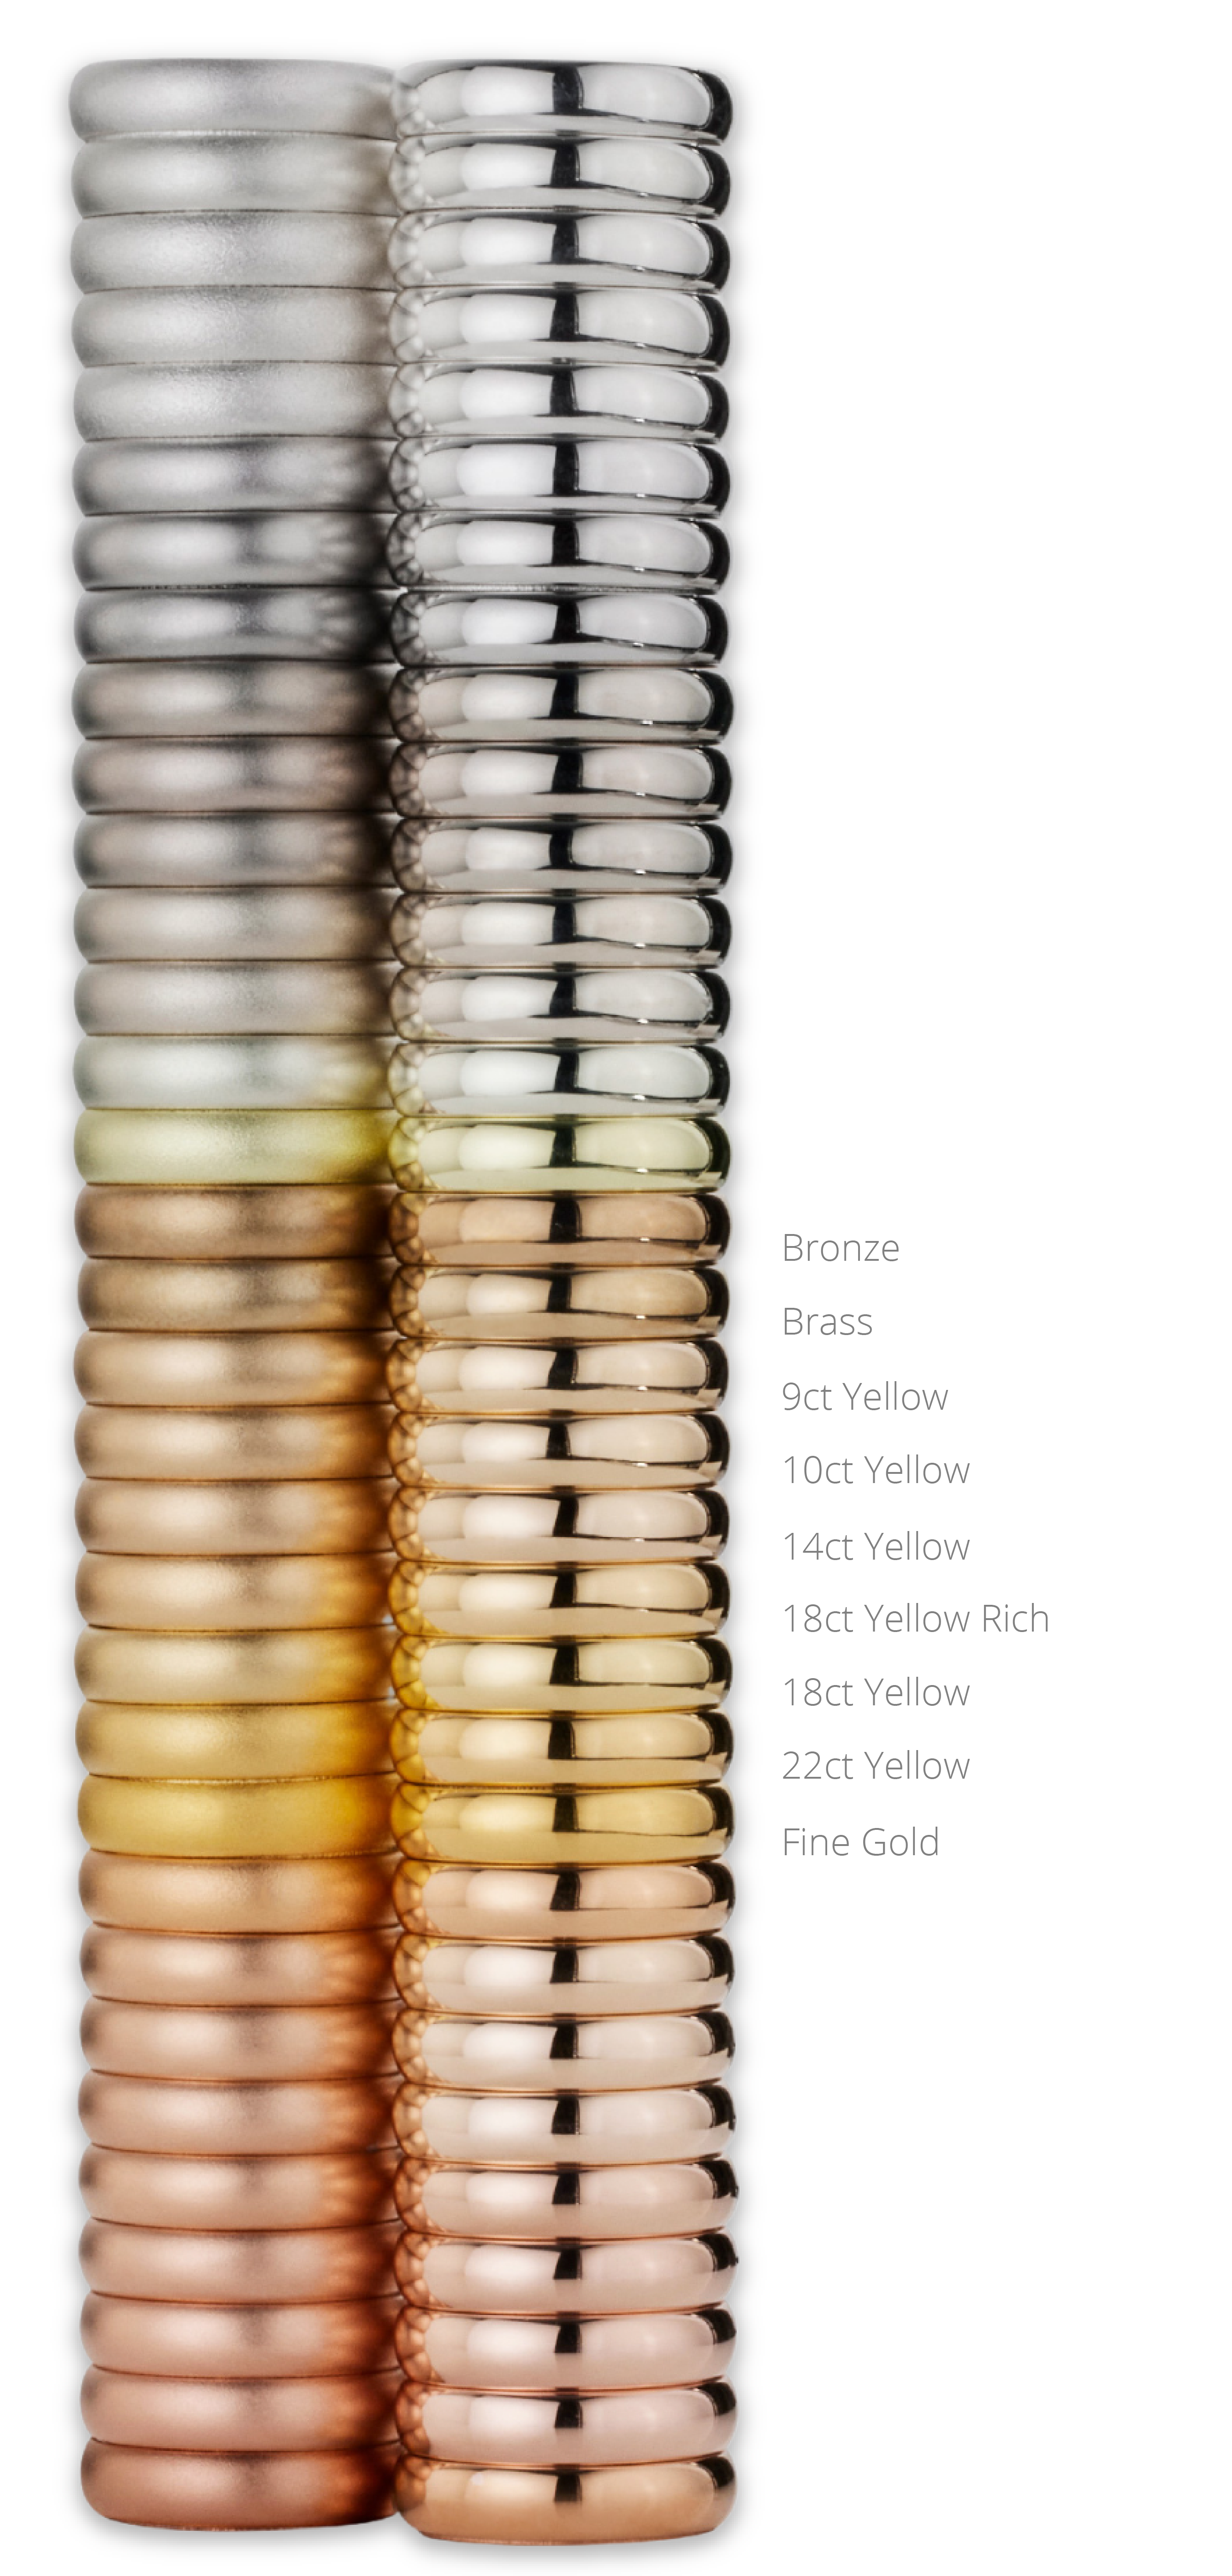 Bronze
Brass
9ct Yellow
10ct Yellow
14ct Yellow
18ct Yellow Rich
18ct Yellow
22ct Yellow
Fine Gold